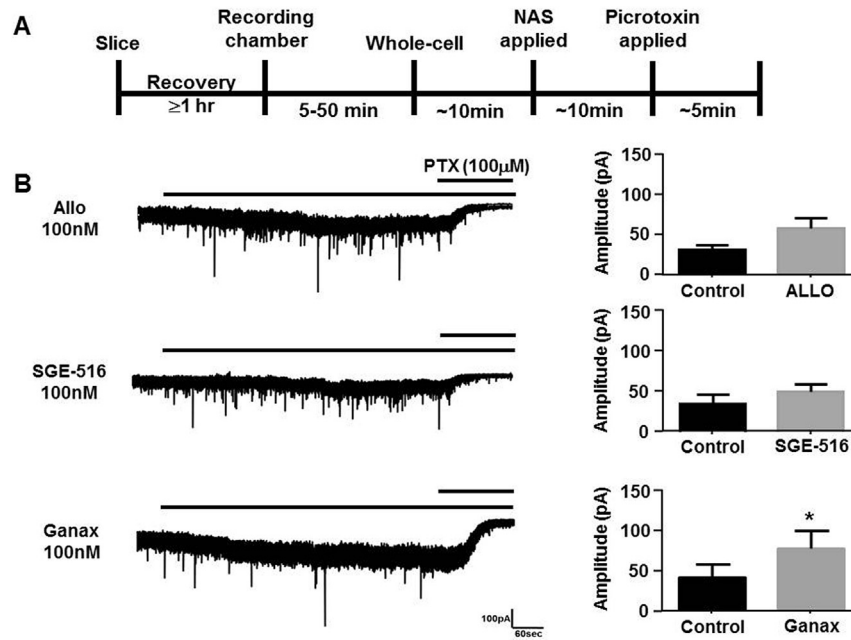 A
Slice
Recording
chamber
Whole-cell
NAS
applied
Picrotoxin
applied
Recovery
≥1 hr
5-50 min
~10min
~10min
~5min
B
PTX (100μM)
Allo
100nM
150
100
50
0
Amplitude (pA)
Control
ALLO
SGE-516
100nM
150
100
50
0
Amplitude (pA)
Control
SGE-516
Ganax
100nM
100pA
60sec
150
100
50
0
Amplitude (pA)
*
Control
Ganax